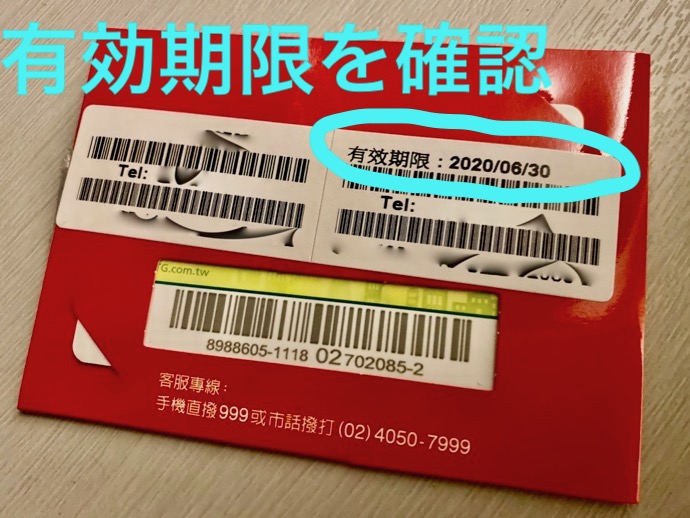 有効期限を確認
有效期限：2020/06/30
Tel:
Tel:
G.com.tw
8988605-1118 02702085-2
客服專線：
手機直撥999或市話撥打(02)4050-7999